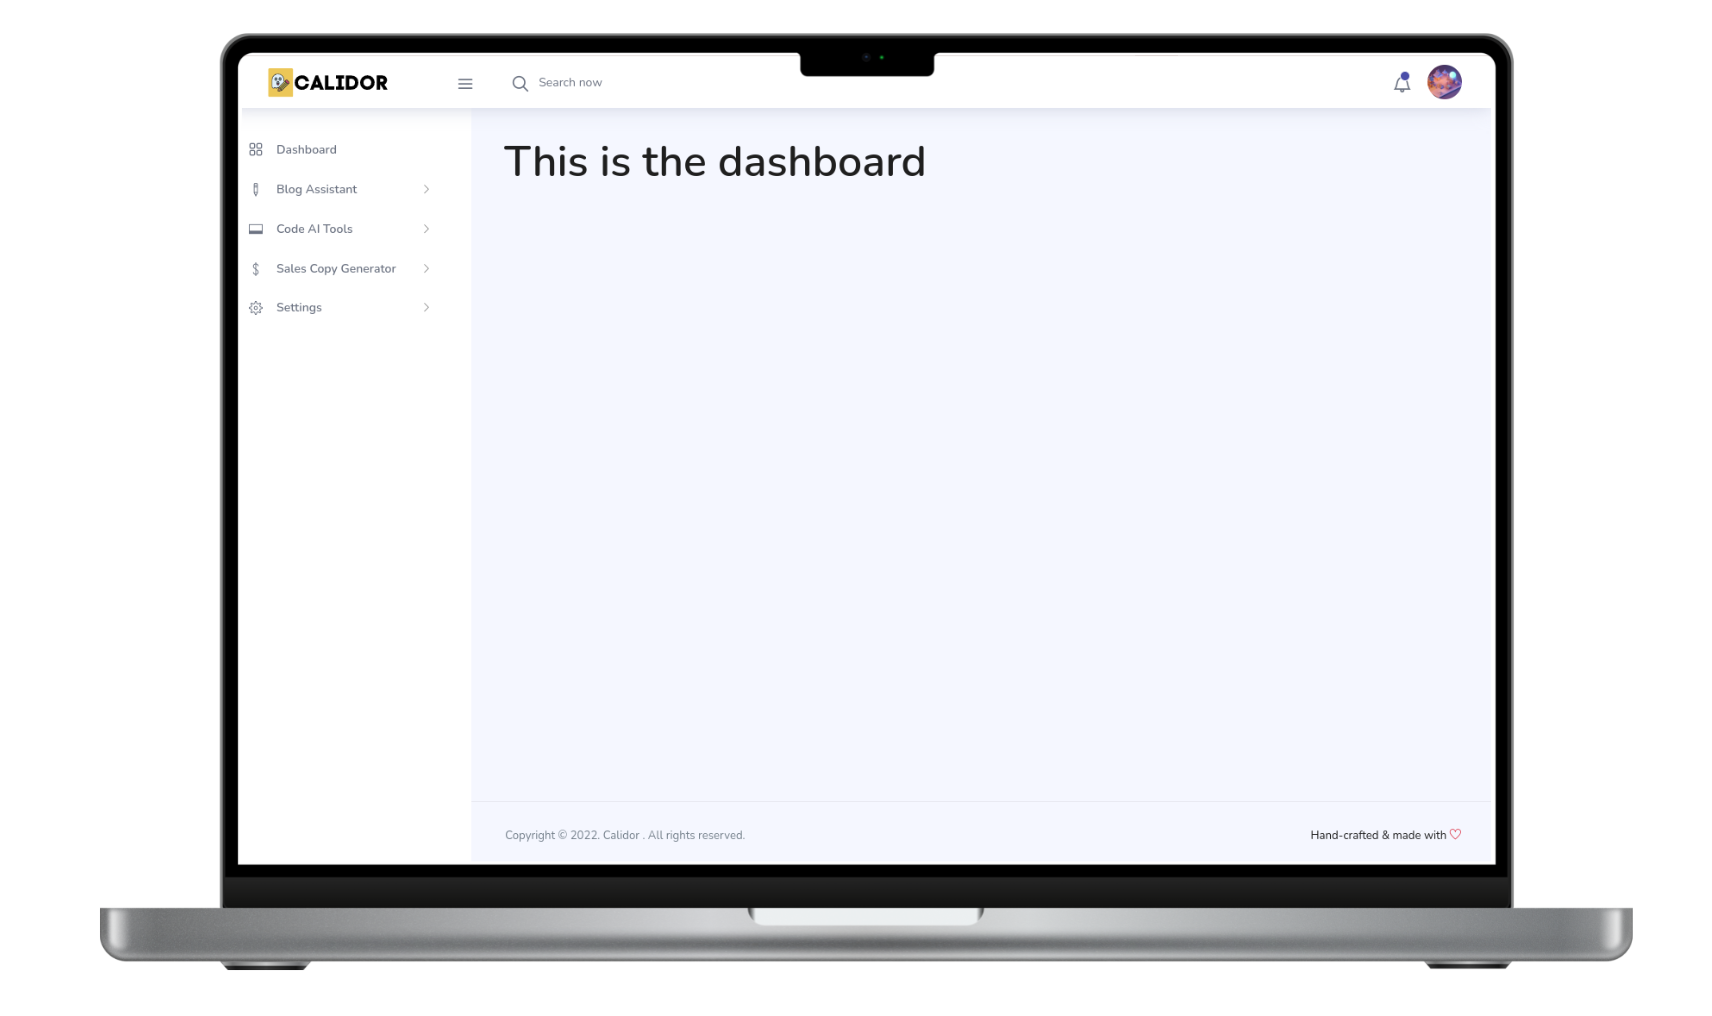 CALIDOR
Search now
Dashboard
Blog Assistant
Code AI Tools
Sales Copy Generator
Settings
This is the dashboard
Copyright © 2022. Calidor . All rights reserved.
Hand-crafted & made with ♡